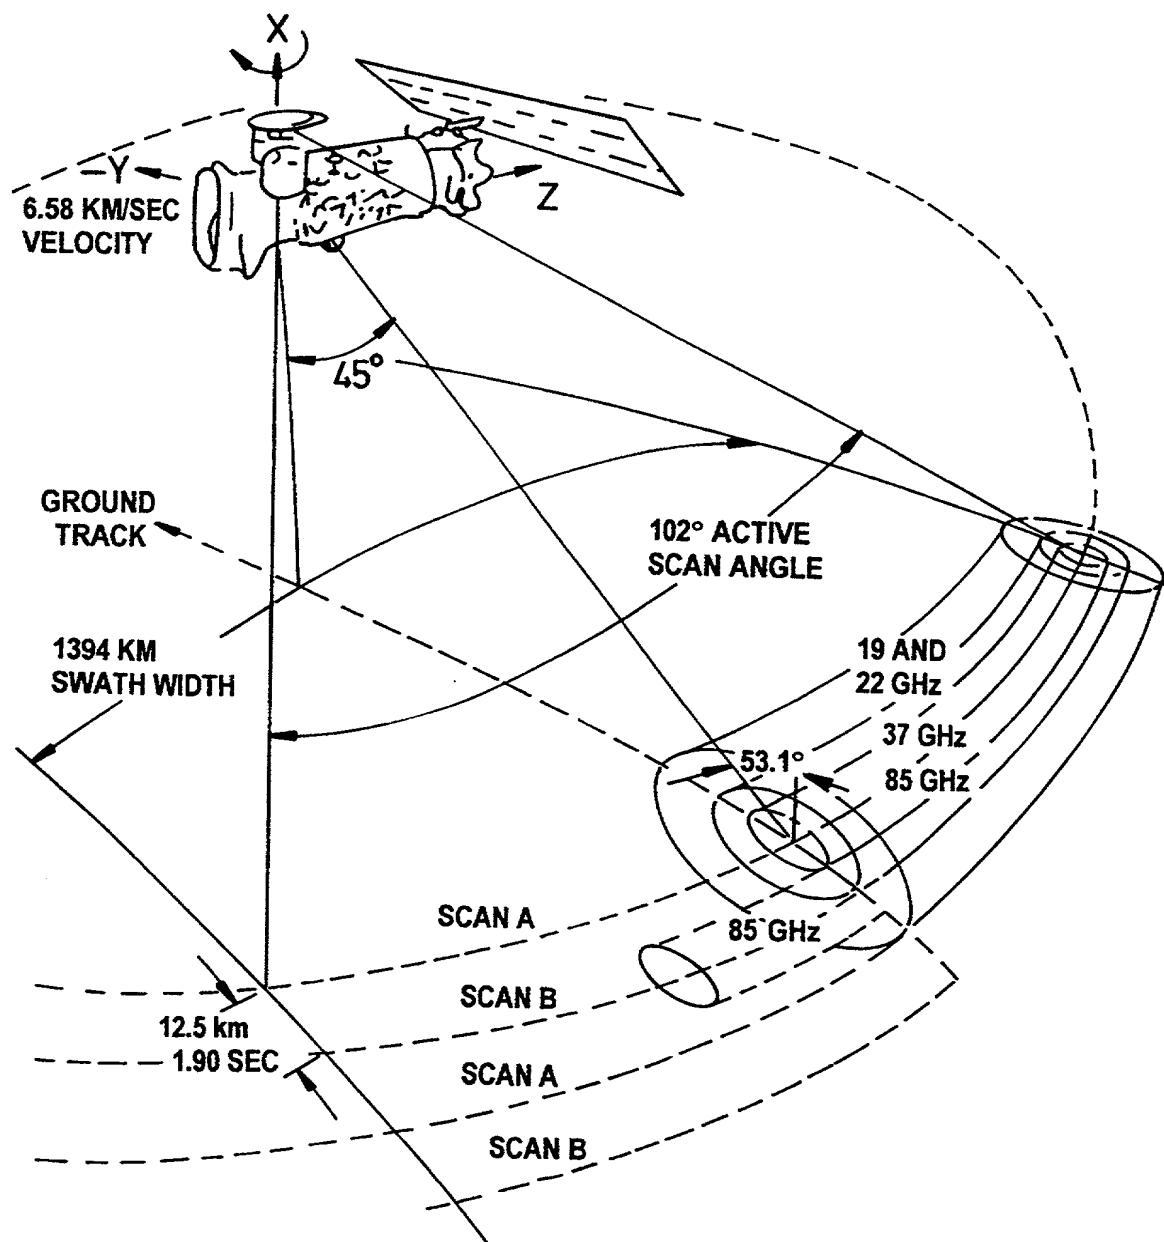 X
–Y
Z
6.58 KM/SEC
VELOCITY
45°
GROUND
TRACK
102° ACTIVE
SCAN ANGLE
1394 KM
SWATH WIDTH
19 AND
22 GHz
37 GHz
53.1°
85 GHz
SCAN A
85 GHz
SCAN B
12.5 km
1.90 SEC
SCAN A
SCAN B